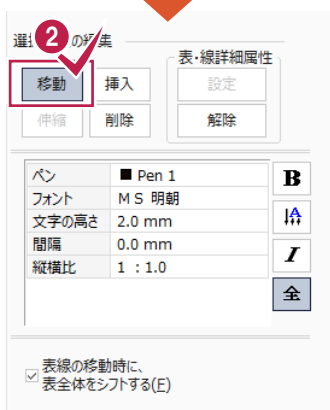 2
選択 の編集
表・線詳細属性
移動 挿入 設定
伸縮 削除 解除
ペン ■ Pen 1
フォント ＭＳ 明朝
文字の高さ 2.0 mm
間隔 0.0 mm
縦横比 1 : 1.0
B
A
I
全
表線の移動時に、
表全体をシフトする(F)